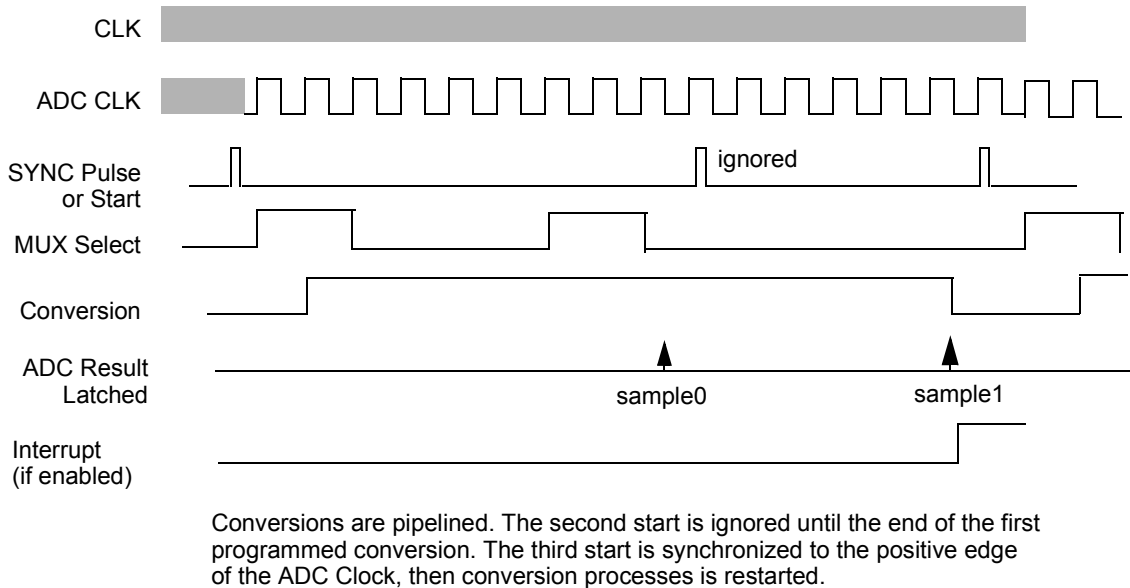 CLK
ADC CLK
SYNC Pulse
or Start
ignored
MUX Select
Conversion
ADC Result
Latched
sample0
sample1
Interrupt
(if enabled)
Conversions are pipelined. The second start is ignored until the end of the first
programmed conversion. The third start is synchronized to the positive edge
of the ADC Clock, then conversion processes is restarted.